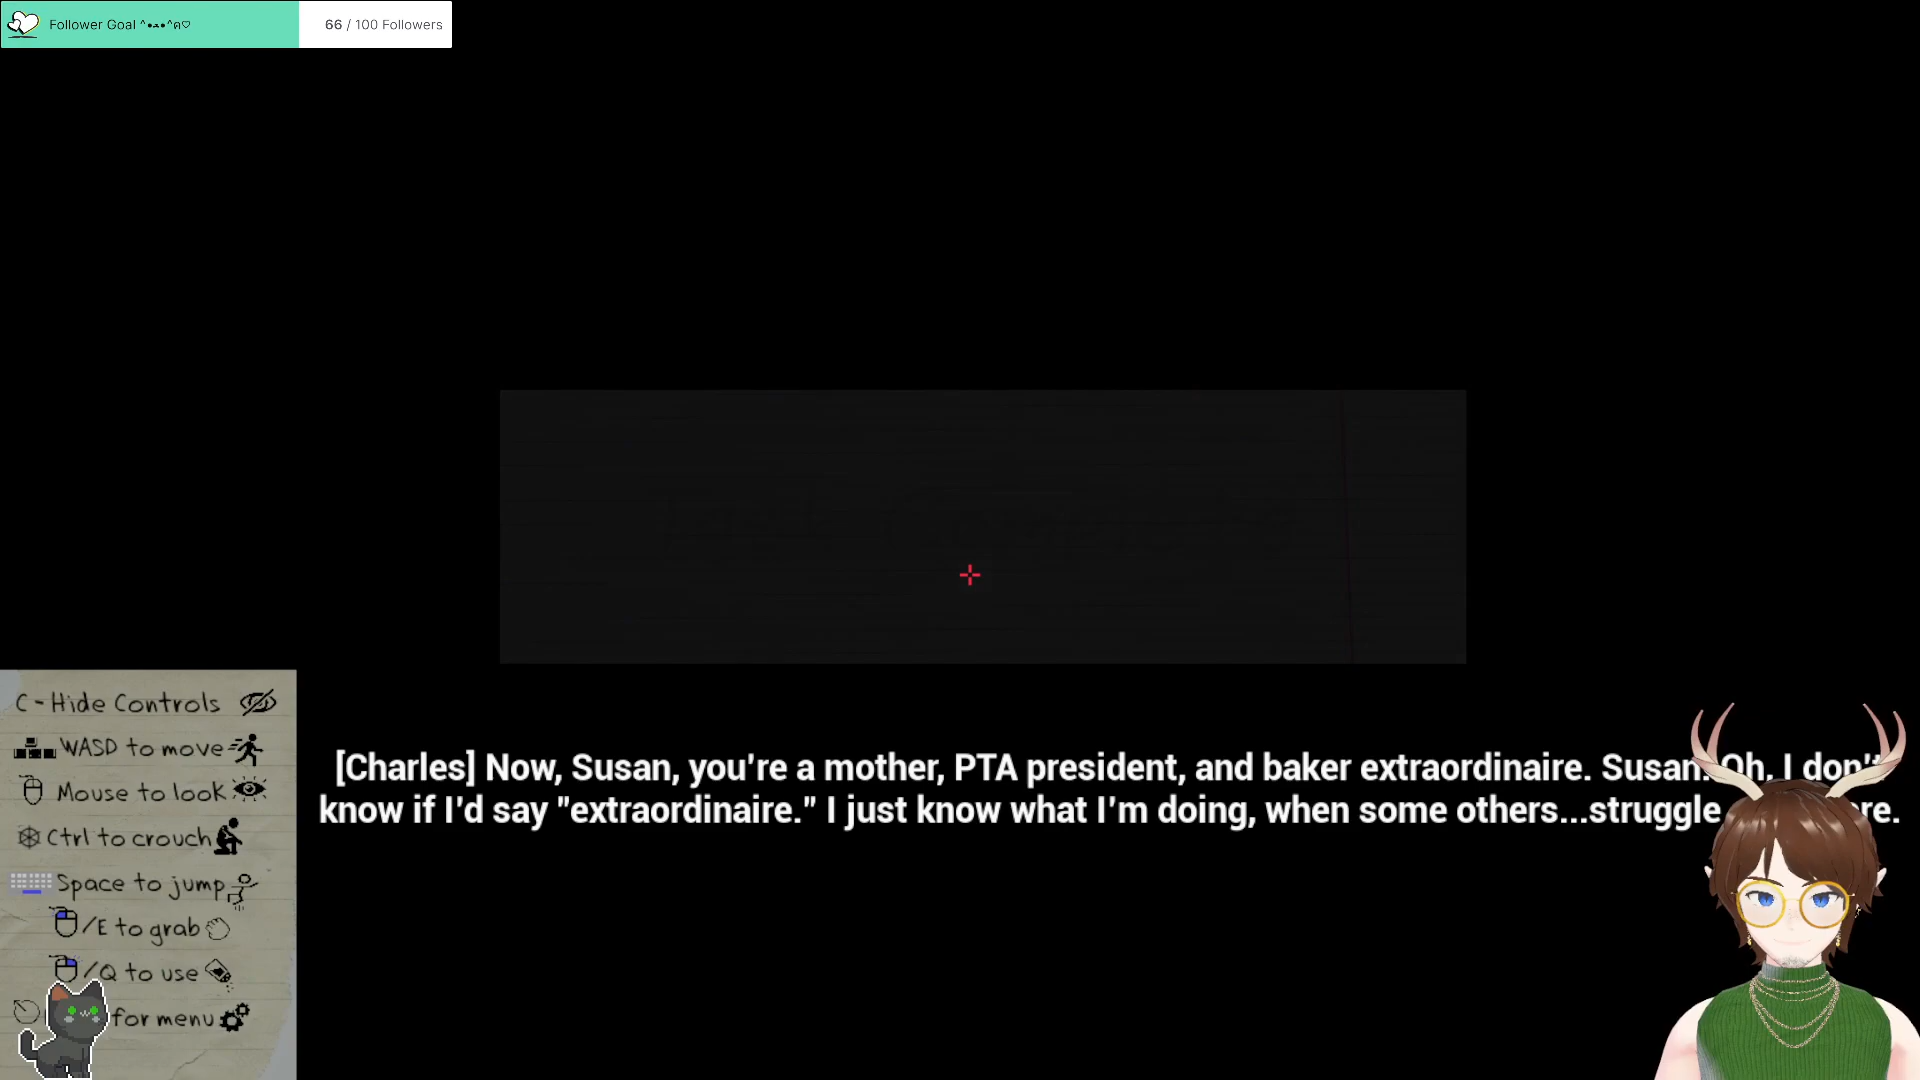 Follower Goal ^•ﻌ•^ฅ♡
66 / 100 Followers
C - Hide Controls
WASD to move
Mouse to look
Ctrl to crouch
Space to jump
/E to grab
/Q to use
for menu
[Charles] Now, Susan, you're a mother, PTA president, and baker extraordinaire. Susan: Oh, I don't
know if I'd say "extraordinaire." I just know what I'm doing, when some others...struggle